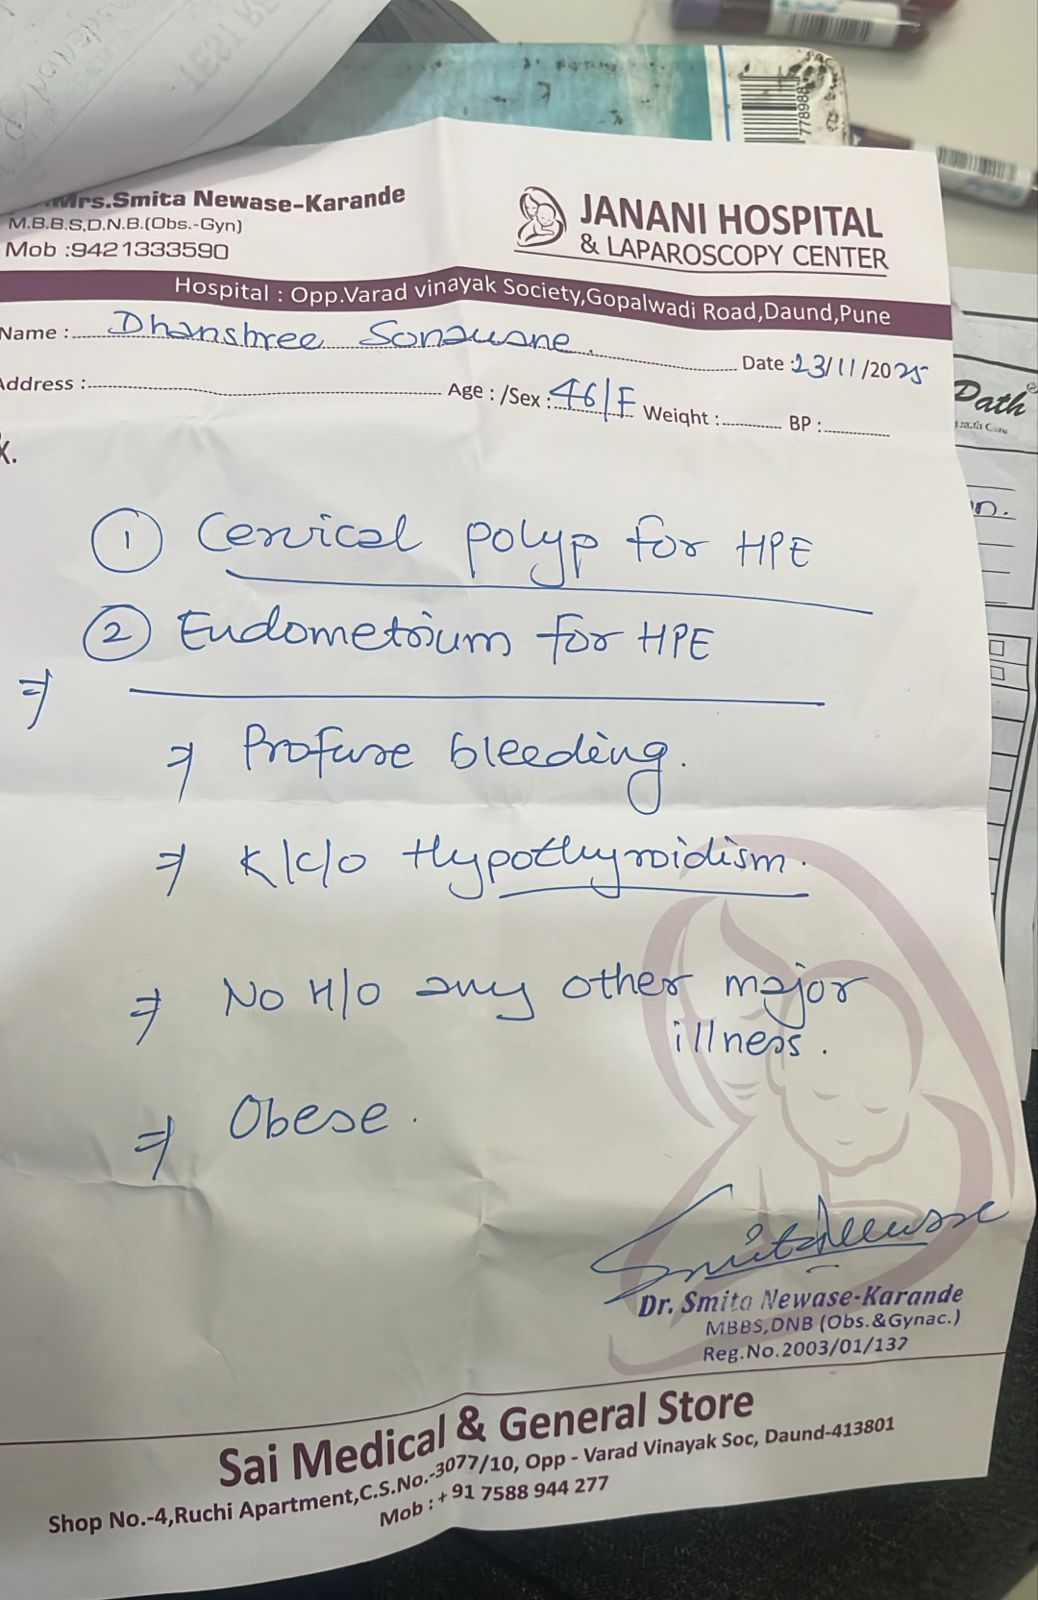 Mrs.Smita Newase-Karande
M.B.B.S,D.N.B.(Obs.-Gyn)
Mob :9421333590
JANANI HOSPITAL
& LAPAROSCOPY CENTER
Hospital : Opp.Varad vinayak Society,Gopalwadi Road,Daund,Pune
Name : Dhanshree Sonawane.
Date :23/11/2025
Address :
Age : /Sex : 46/F Weight : BP :
① Cervical polyp for HPE
② Endometrium for HPE
⇒
⇒ Profuse bleeding.
⇒ K/c/o Hypothyroidism.
⇒ No H/o any other major
illness.
⇒ Obese.
Dr. Smita Newase-Karande
MBBS,DNB (Obs.&Gynac.)
Reg.No.2003/01/137
Sai Medical & General Store
Shop No.-4,Ruchi Apartment,C.S.No.-3077/10, Opp - Varad Vinayak Soc, Daund-413801
Mob : + 91 7588 944 277
Path
778988